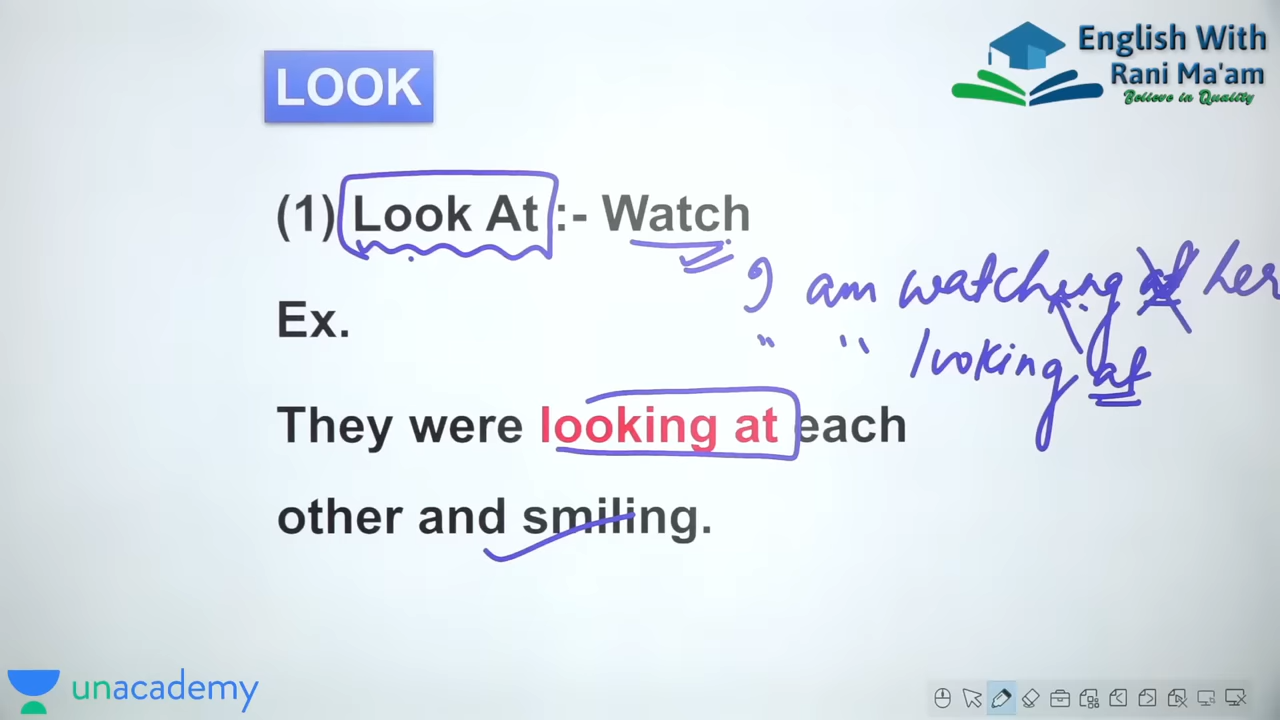 LOOK
English With
Rani Ma'am
Believe in Quality
(1) Look At :- Watch
I am watching at her
" " looking at
Ex.
They were looking at each
other and smiling.
unacademy